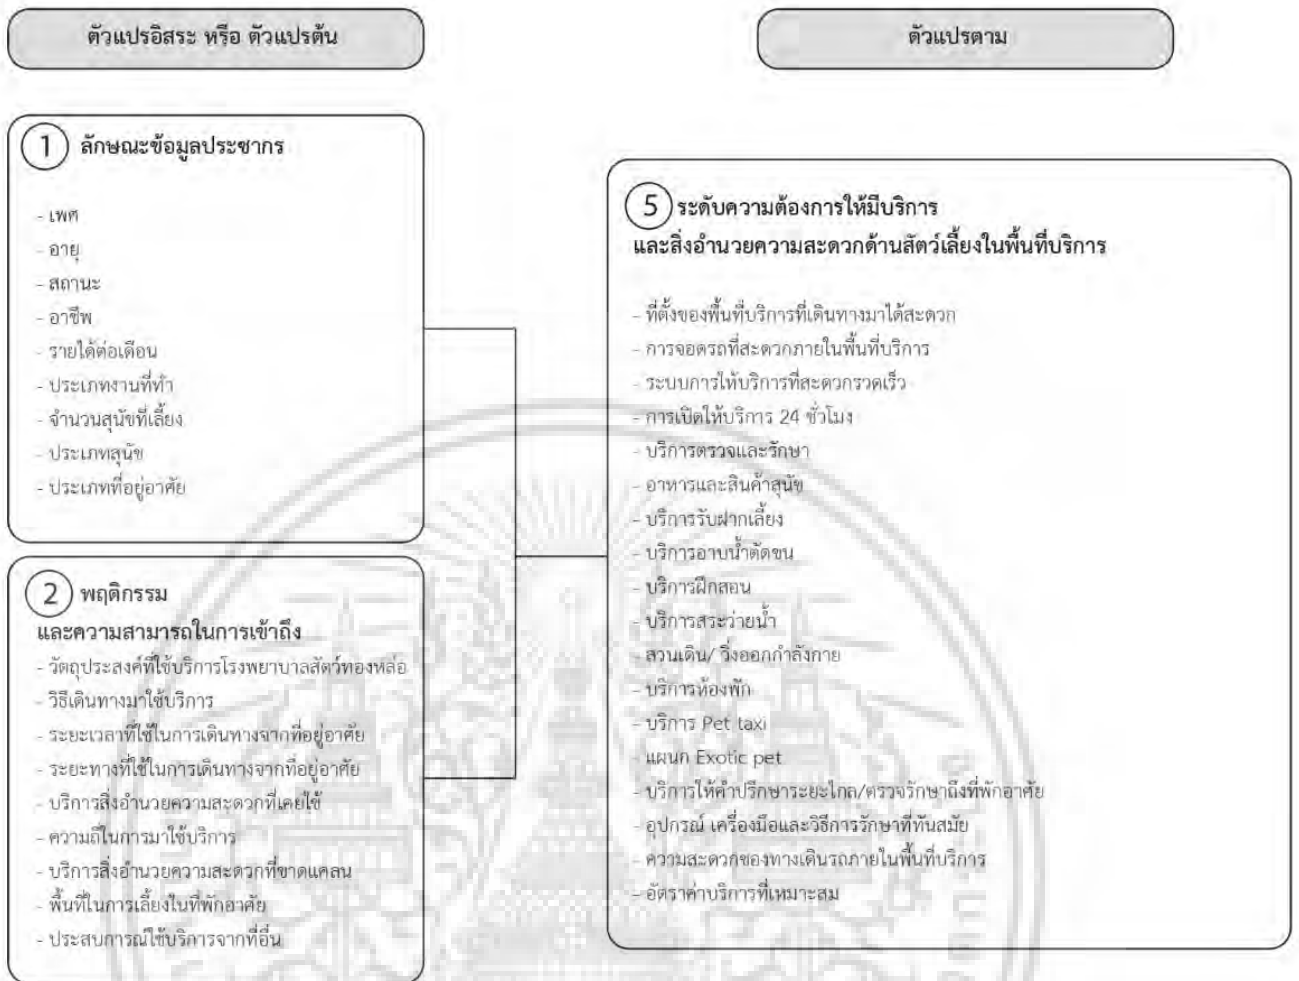 ตัวแปรอิสระ หรือ ตัวแปรต้น
ตัวแปรตาม
1 ลักษณะข้อมูลประชากร
- เพศ
- อายุ
- สถานะ
- อาชีพ
- รายได้ต่อเดือน
- ประเภทงานที่ทำ
- จำนวนสุนัขที่เลี้ยง
- ประเภทสุนัข
- ประเภทที่อยู่อาศัย
2 พฤติกรรม
และความสามารถในการเข้าถึง
- วัตถุประสงค์ที่ใช้บริการโรงพยาบาลสัตว์ทองหล่อ
- วิธีเดินทางมาใช้บริการ
- ระยะเวลาที่ใช้ในการเดินทางจากที่อยู่อาศัย
- ระยะทางที่ใช้ในการเดินทางจากที่อยู่อาศัย
- บริการสิ่งอำนวยความสะดวกที่เคยใช้
- ความถี่ในการมาใช้บริการ
- บริการสิ่งอำนวยความสะดวกที่ขาดแคลน
- พื้นที่ในการเลี้ยงในที่พักอาศัย
- ประสบการณ์ใช้บริการจากที่อื่น
5 ระดับความต้องการให้มีบริการ
และสิ่งอำนวยความสะดวกด้านสัตว์เลี้ยงในพื้นที่บริการ
- ที่ตั้งของพื้นที่บริการที่เดินทางมาได้สะดวก
- การจอดรถที่สะดวกภายในพื้นที่บริการ
- ระบบการให้บริการที่สะดวกรวดเร็ว
- การเปิดให้บริการ 24 ชั่วโมง
- บริการตรวจและรักษา
- อาหารและสินค้าสุนัข
- บริการรับฝากเลี้ยง
- บริการอาบน้ำตัดขน
- บริการฝึกสอน
- บริการสระว่ายน้ำ
- สวนเดิน/ วิ่งออกกำลังกาย
- บริการห้องพัก
- บริการ Pet taxi
- แผนก Exotic pet
- บริการให้คำปรึกษาระยะไกล/ตรวจรักษาถึงที่พักอาศัย
- อุปกรณ์ เครื่องมือและวิธีการรักษาที่ทันสมัย
- ความสะดวกของทางเดินรถภายในพื้นที่บริการ
- อัตราค่าบริการที่เหมาะสม